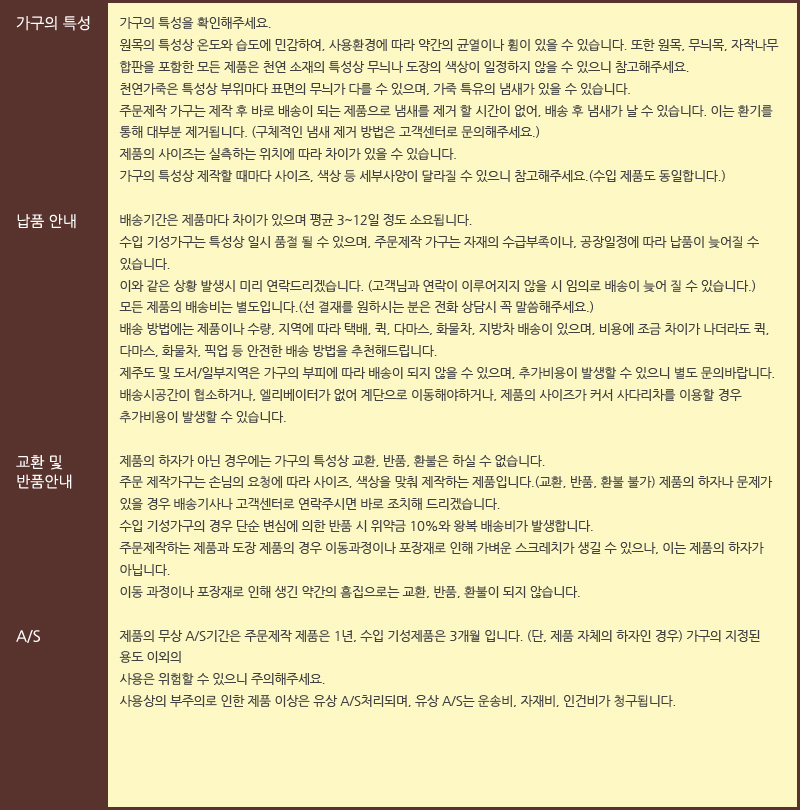 가구의 특성
가구의 특성을 확인해주세요.
원목의 특성상 온도와 습도에 민감하여, 사용환경에 따라 약간의 균열이나 휨이 있을 수 있습니다. 또한 원목, 무늬목, 자작나무
합판을 포함한 모든 제품은 천연 소재의 특성상 무늬나 도장의 색상이 일정하지 않을 수 있으니 참고해주세요.
천연가죽은 특성상 부위마다 표면의 무늬가 다를 수 있으며, 가죽 특유의 냄새가 있을 수 있습니다.
주문제작 가구는 제작 후 바로 배송이 되는 제품으로 냄새를 제거 할 시간이 없어, 배송 후 냄새가 날 수 있습니다. 이는 환기를
통해 대부분 제거됩니다. (구체적인 냄새 제거 방법은 고객센터로 문의해주세요.)
제품의 사이즈는 실측하는 위치에 따라 차이가 있을 수 있습니다.
가구의 특성상 제작할 때마다 사이즈, 색상 등 세부사양이 달라질 수 있으니 참고해주세요.(수입 제품도 동일합니다.)
납품 안내
배송기간은 제품마다 차이가 있으며 평균 3~12일 정도 소요됩니다.
수입 기성가구는 특성상 일시 품절 될 수 있으며, 주문제작 가구는 자재의 수급부족이나, 공장일정에 따라 납품이 늦어질 수
있습니다.
이와 같은 상황 발생시 미리 연락드리겠습니다. (고객님과 연락이 이루어지지 않을 시 임의로 배송이 늦어 질 수 있습니다.)
모든 제품의 배송비는 별도입니다.(선 결재를 원하시는 분은 전화 상담시 꼭 말씀해주세요.)
배송 방법에는 제품이나 수량, 지역에 따라 택배, 퀵, 다마스, 화물차, 지방차 배송이 있으며, 비용에 조금 차이가 나더라도 퀵,
다마스, 화물차, 픽업 등 안전한 배송 방법을 추천해드립니다.
제주도 및 도서/일부지역은 가구의 부피에 따라 배송이 되지 않을 수 있으며, 추가비용이 발생할 수 있으니 별도 문의바랍니다.
배송시공간이 협소하거나, 엘리베이터가 없어 계단으로 이동해야하거나, 제품의 사이즈가 커서 사다리차를 이용할 경우
추가비용이 발생할 수 있습니다.
교환 및
반품안내
제품의 하자가 아닌 경우에는 가구의 특성상 교환, 반품, 환불은 하실 수 없습니다.
주문 제작가구는 손님의 요청에 따라 사이즈, 색상을 맞춰 제작하는 제품입니다.(교환, 반품, 환불 불가) 제품의 하자나 문제가
있을 경우 배송기사나 고객센터로 연락주시면 바로 조치해 드리겠습니다.
수입 기성가구의 경우 단순 변심에 의한 반품 시 위약금 10%와 왕복 배송비가 발생합니다.
주문제작하는 제품과 도장 제품의 경우 이동과정이나 포장재로 인해 가벼운 스크레치가 생길 수 있으나, 이는 제품의 하자가
아닙니다.
이동 과정이나 포장재로 인해 생긴 약간의 흠집으로는 교환, 반품, 환불이 되지 않습니다.
A/S
제품의 무상 A/S기간은 주문제작 제품은 1년, 수입 기성제품은 3개월 입니다. (단, 제품 자체의 하자인 경우) 가구의 지정된
용도 이외의
사용은 위험할 수 있으니 주의해주세요.
사용상의 부주의로 인한 제품 이상은 유상 A/S처리되며, 유상 A/S는 운송비, 자재비, 인건비가 청구됩니다.